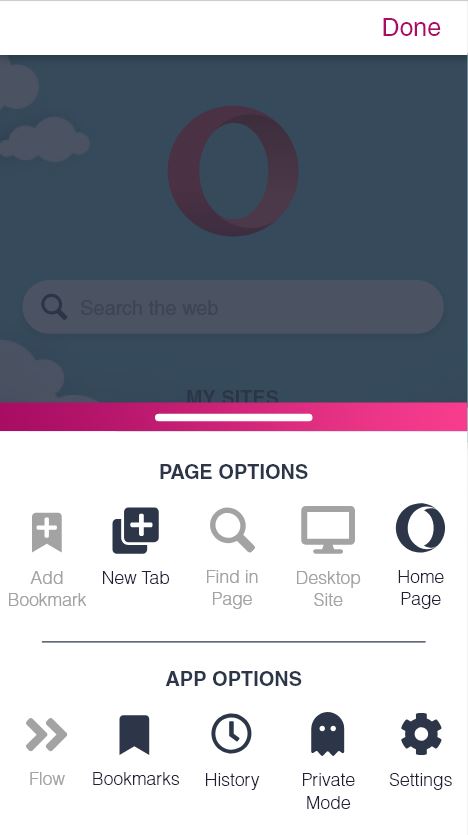 Done
Search the web
MY SITES
PAGE OPTIONS
Add
Bookmark
New Tab
Find in
Page
Desktop
Site
Home
Page
APP OPTIONS
Flow
Bookmarks
History
Private
Mode
Settings